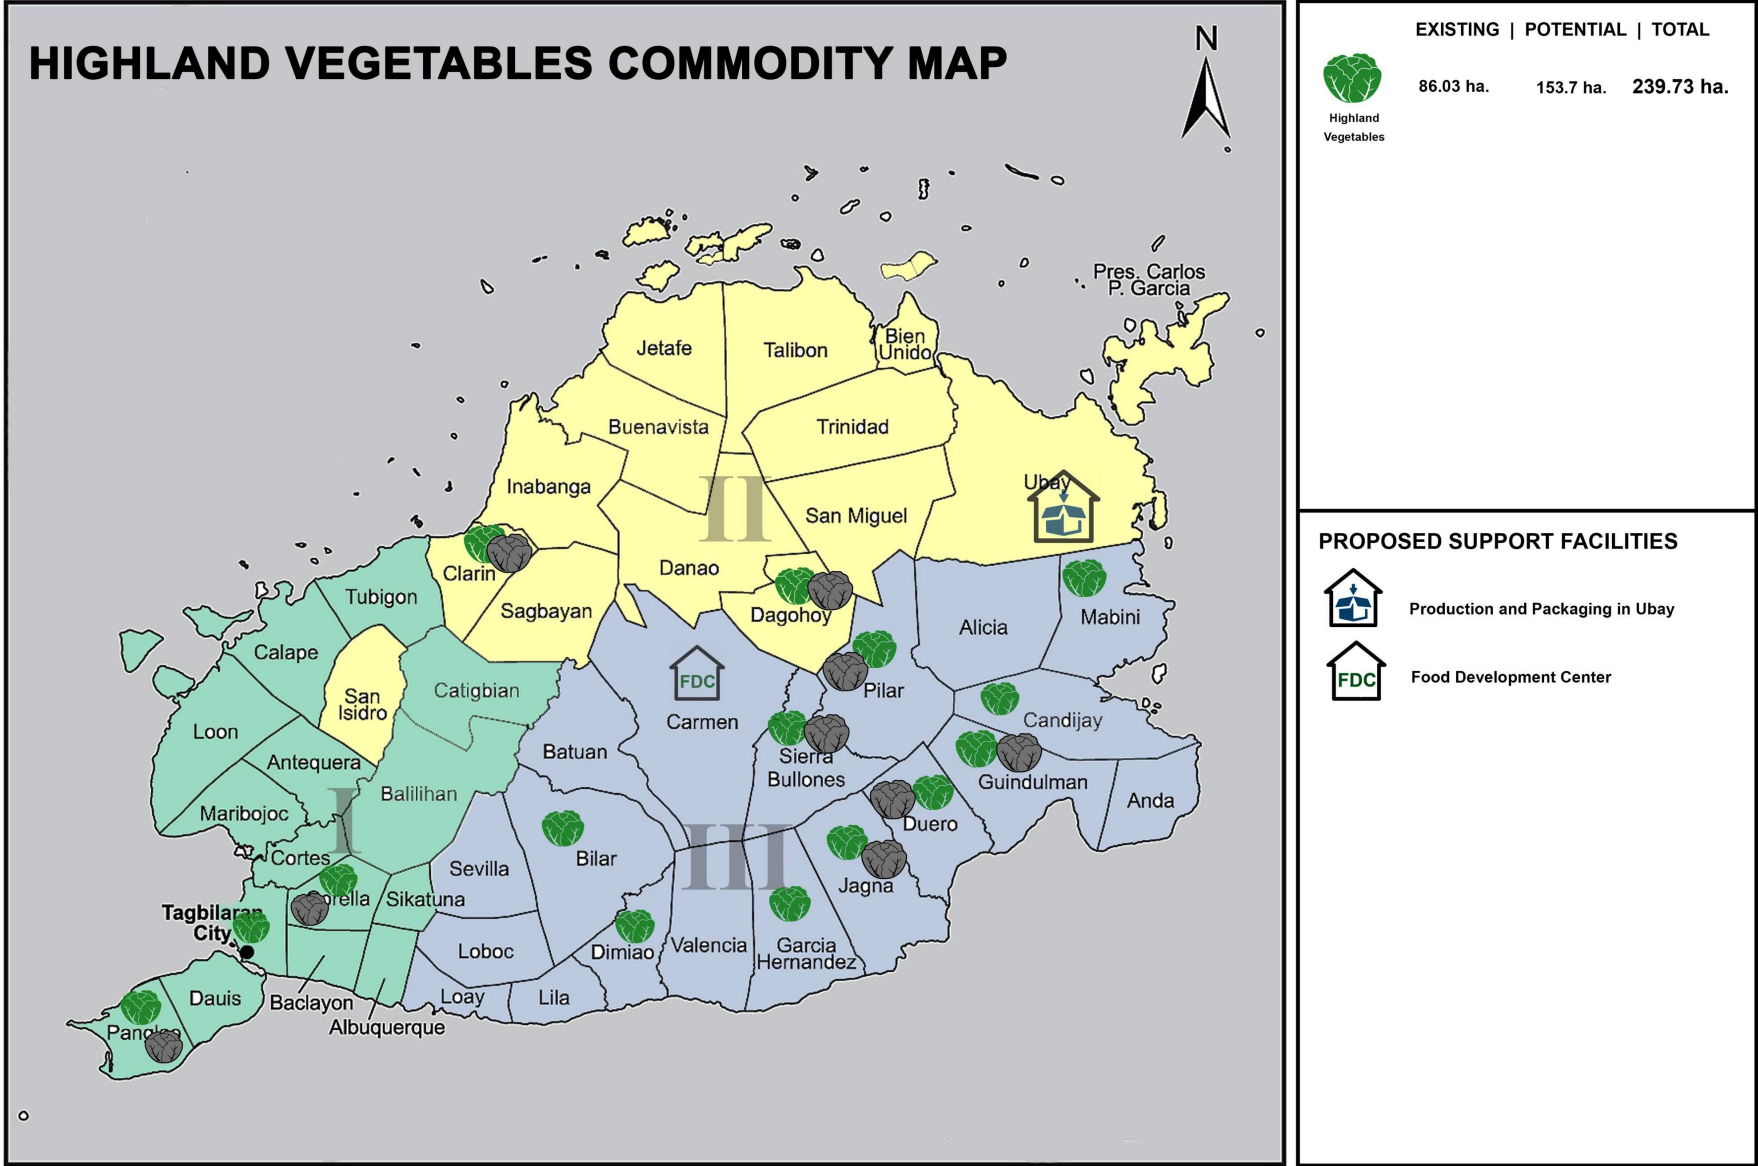 HIGHLAND VEGETABLES COMMODITY MAP
N
Pres. Carlos
P. Garcia
Jetafe
Talibon
Bien
Unido
Buenavista
Trinidad
Inabanga
II
San Miguel
Ubay
Clarin
Danao
Sagbayan
Dagohoy
Tubigon
Alicia
Mabini
Calape
San
Isidro
Catigbian
FDC
Carmen
Pilar
Candijay
Loon
Antequera
Batuan
Sierra
Bullones
Guindulman
Maribojoc
I
Balilihan
Anda
Duero
Cortes
Sevilla
Bilar
III
Jagna
Sikatuna
Tagbilaran
City
Loboc
Dimiao
Valencia
Garcia
Hernandez
Dauis
Baclayon
Loay
Lila
Albuquerque
EXISTING | POTENTIAL | TOTAL
86.03 ha. 153.7 ha. 239.73 ha.
Highland
Vegetables
PROPOSED SUPPORT FACILITIES
Production and Packaging in Ubay
FDC
Food Development Center